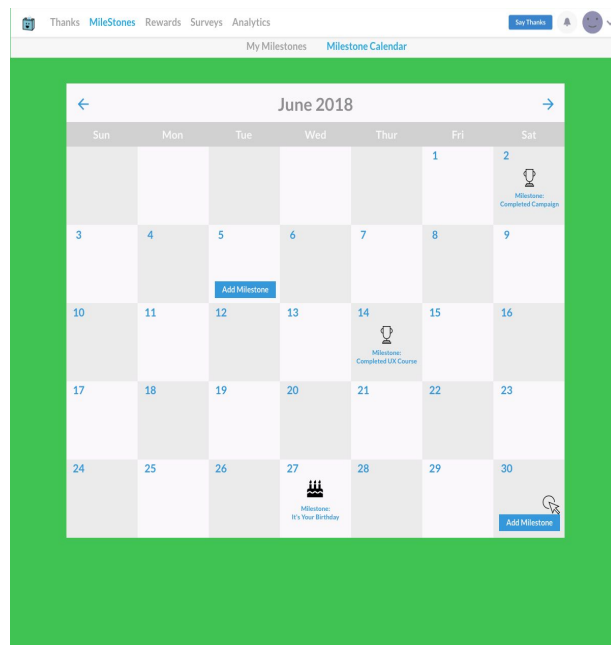 Thanks MileStones Rewards Surveys Analytics Say Thanks
My Milestones Milestone Calendar
June 2018
Sun Mon Tue Wed Thur Fri Sat
1 2
Milestone:
Completed Campaign
3 4 5 6 7 8 9
Add Milestone
10 11 12 13 14 15 16
Milestone:
Completed UX Course
17 18 19 20 21 22 23
24 25 26 27 28 29 30
Milestone:
It's Your Birthday
Add Milestone